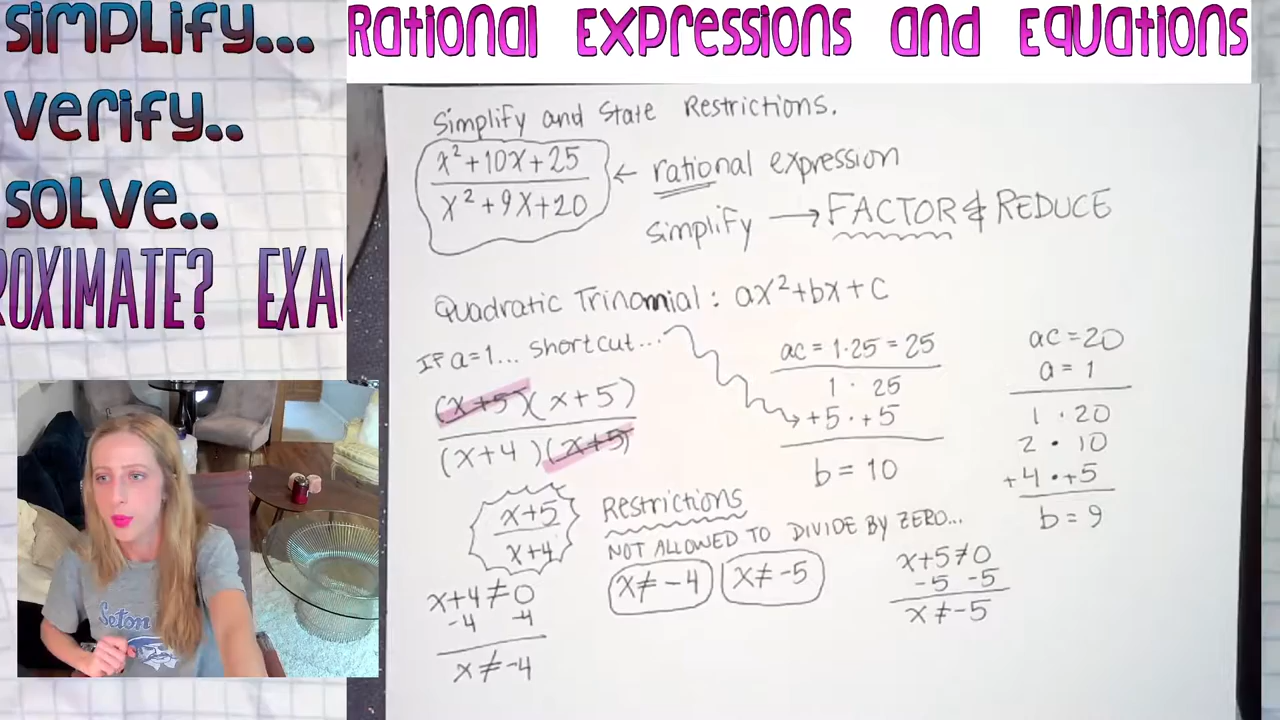 SIMPLIFY...
VERIFY..
SOLVE..
ROXIMATE? EXA
Rational Expressions and Equations
Simplify and State Restrictions.
x²+10x+25
x²+9x+20
← rational expression
simplify → FACTOR & REDUCE
Quadratic Trinomial: ax²+bx+c
If a=1... shortcut...
(x+5)(x+5)
(x+4)(x+5)
x+5
x+4
x+4≠0
-4 -4
x≠-4
ac = 1·25 = 25
1 · 25
+5 · +5
b = 10
ac = 20
a = 1
1 · 20
2 · 10
+4 · +5
b = 9
Restrictions
NOT ALLOWED TO DIVIDE BY ZERO...
x≠-4 x≠-5
x+5≠0
-5 -5
x≠-5
Seton